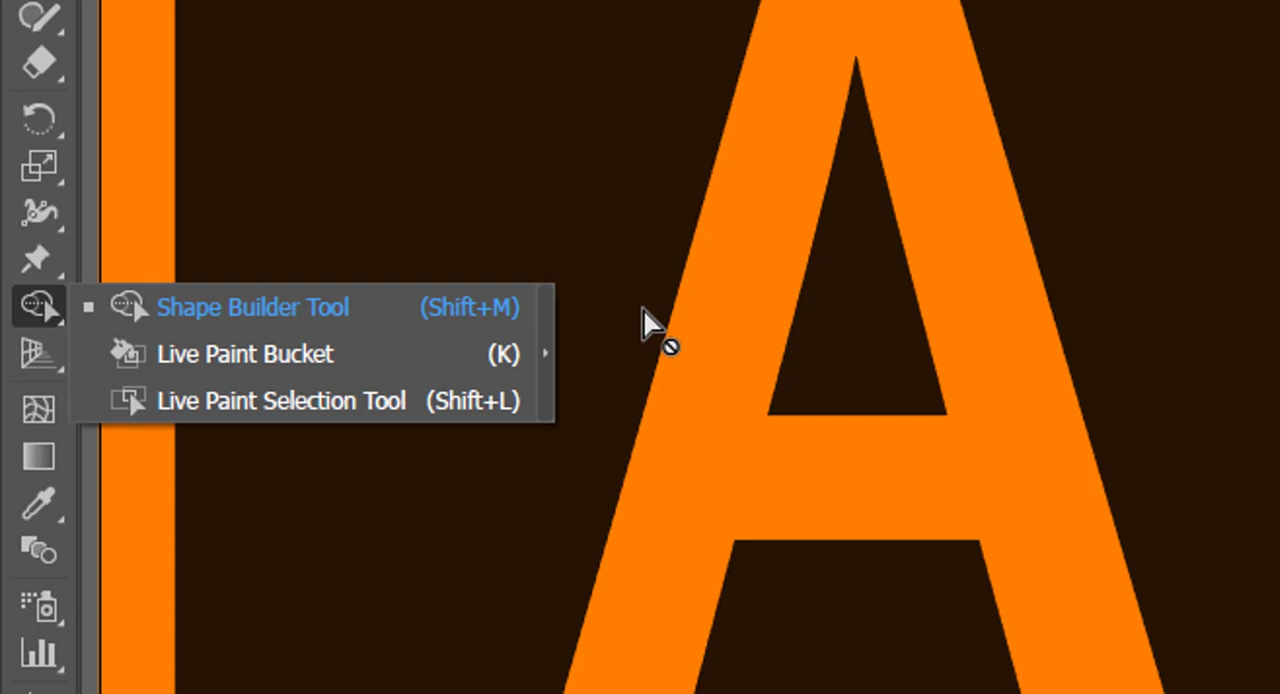 Shape Builder Tool (Shift+M)
Live Paint Bucket (K)
Live Paint Selection Tool (Shift+L)
A